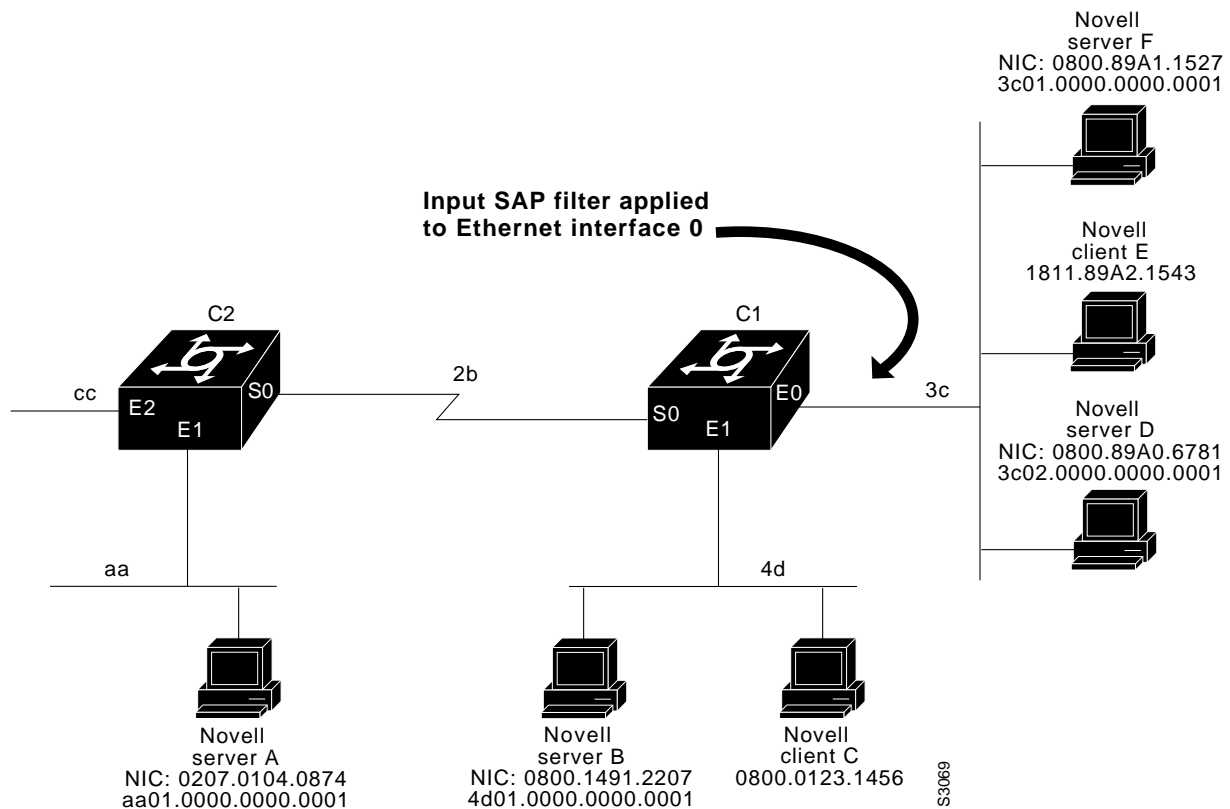 Novell
server F
NIC: 0800.89A1.1527
3c01.0000.0000.0001
Input SAP filter applied
to Ethernet interface 0
Novell
client E
1811.89A2.1543
C2
C1
cc
E2
S0
E1
2b
S0
E0
E1
3c
Novell
server D
NIC: 0800.89A0.6781
3c02.0000.0000.0001
aa
4d
Novell
server A
NIC: 0207.0104.0874
aa01.0000.0000.0001
Novell
server B
NIC: 0800.1491.2207
4d01.0000.0000.0001
Novell
client C
0800.0123.1456
S3069